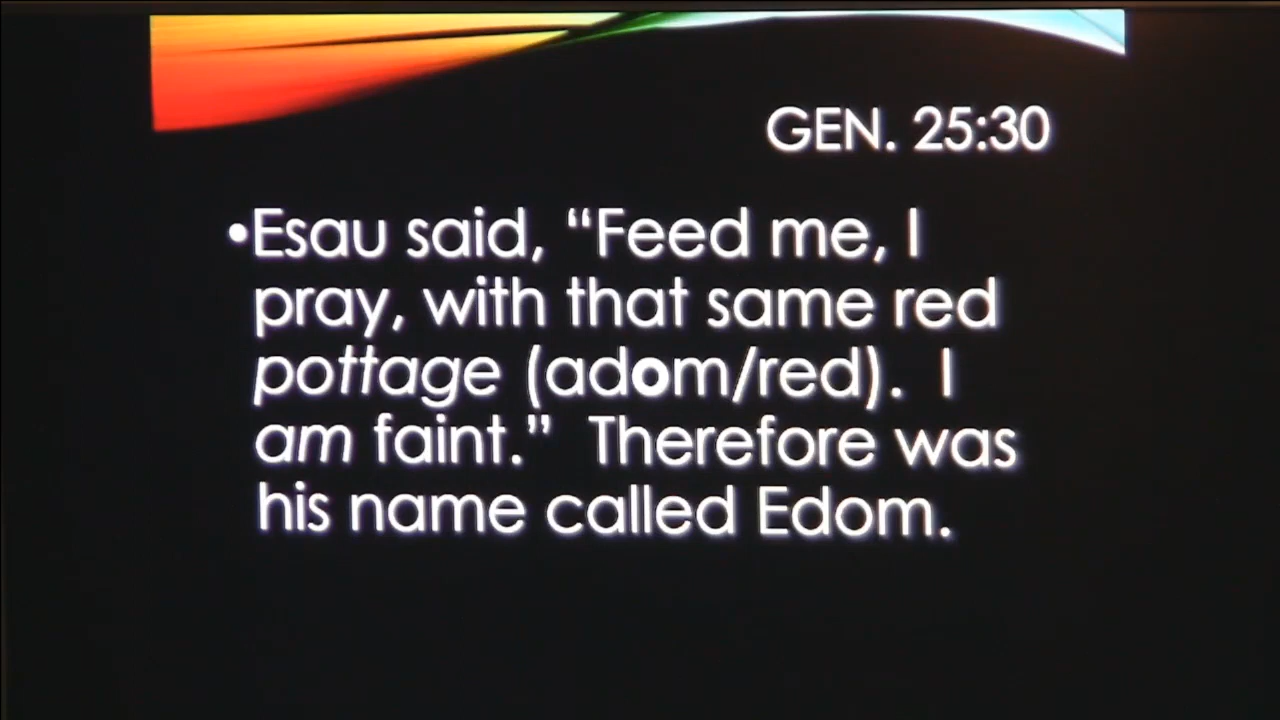 GEN. 25:30
•Esau said, “Feed me, I
pray, with that same red
pottage (adom/red).  I
am faint.”  Therefore was
his name called Edom.